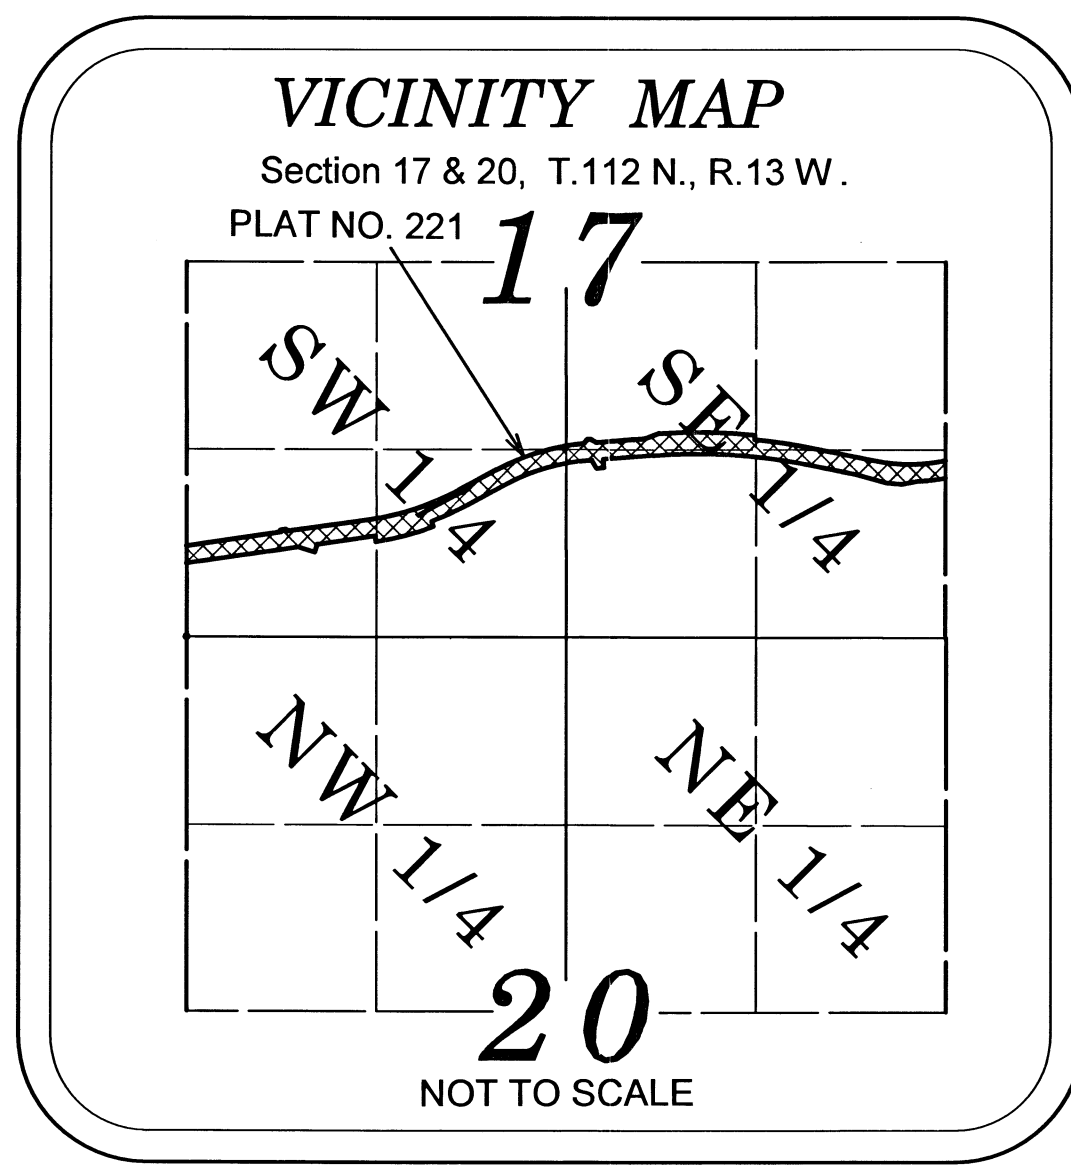 VICINITY MAP
Section 17 & 20, T.112 N., R.13 W.
PLAT NO. 221
17
SW 1/4
SE 1/4
NW 1/4
NE 1/4
20
NOT TO SCALE